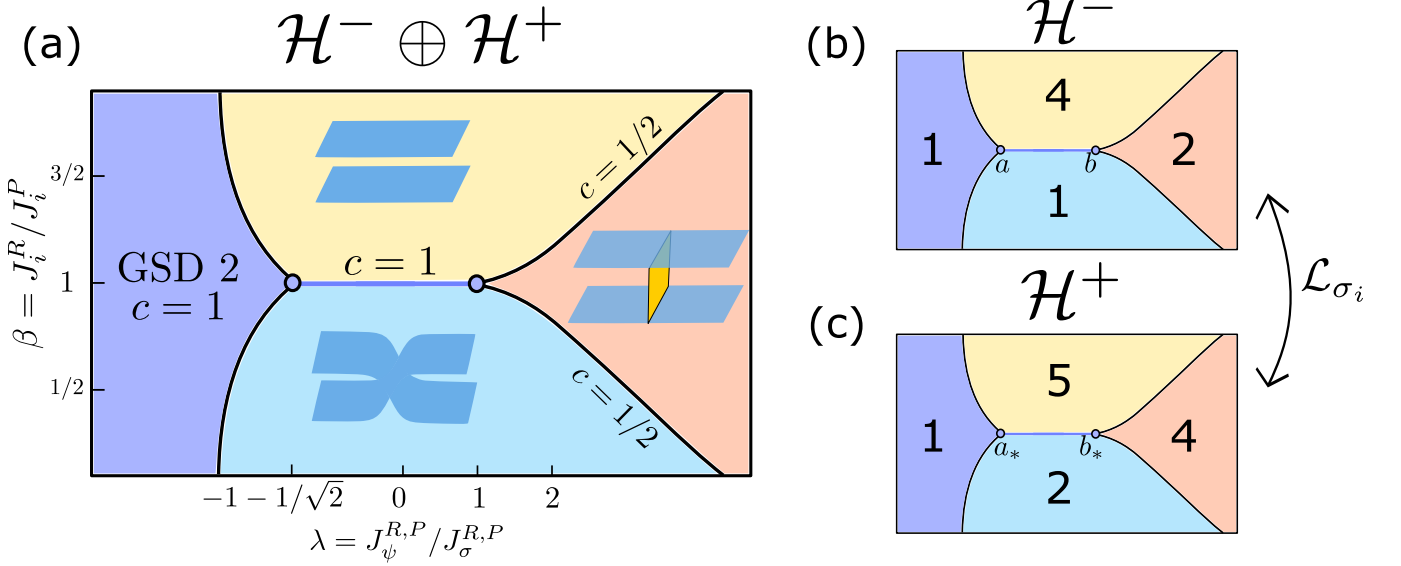 (a)
ℋ⁻ ⊕ ℋ⁺
β = J_i^R / J_i^P
3/2
1
1/2
GSD 2
c = 1
c = 1
c = 1/2
c = 1/2
−1 − 1/√2
0
1
2
λ = J_ψ^{R,P} / J_σ^{R,P}
(b)
ℋ⁻
4
1
2
a
b
1
(c)
ℋ⁺
5
1
4
a_*
b_*
2
ℒ_{σ_i}